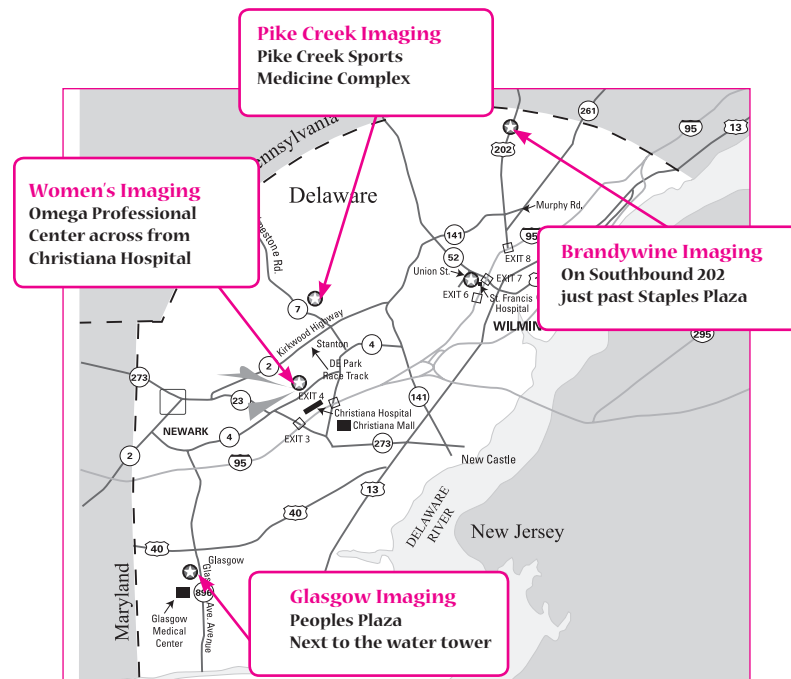 Pike Creek Imaging
Pike Creek Sports
Medicine Complex
261
95
13
202
Delaware
Women's Imaging
Omega Professional
Center across from
Christiana Hospital
Murphy Rd.
141
95
52
EXIT 8
Brandywine Imaging
On Southbound 202
just past Staples Plaza
Union St.
EXIT 7
EXIT 6
St. Francis
Hospital
7
Kirkwood Highway
295
Stanton
4
DE Park
Race Track
2
273
EXIT 4
141
23
Christiana Hospital
Christiana Mall
NEWARK
4
EXIT 3
273
2
95
New Castle
13
40
DELAWARE
RIVER
New Jersey
40
Glasgow
Maryland
896
Ave. Avenue
Glasgow
Medical
Center
Glasgow Imaging
Peoples Plaza
Next to the water tower